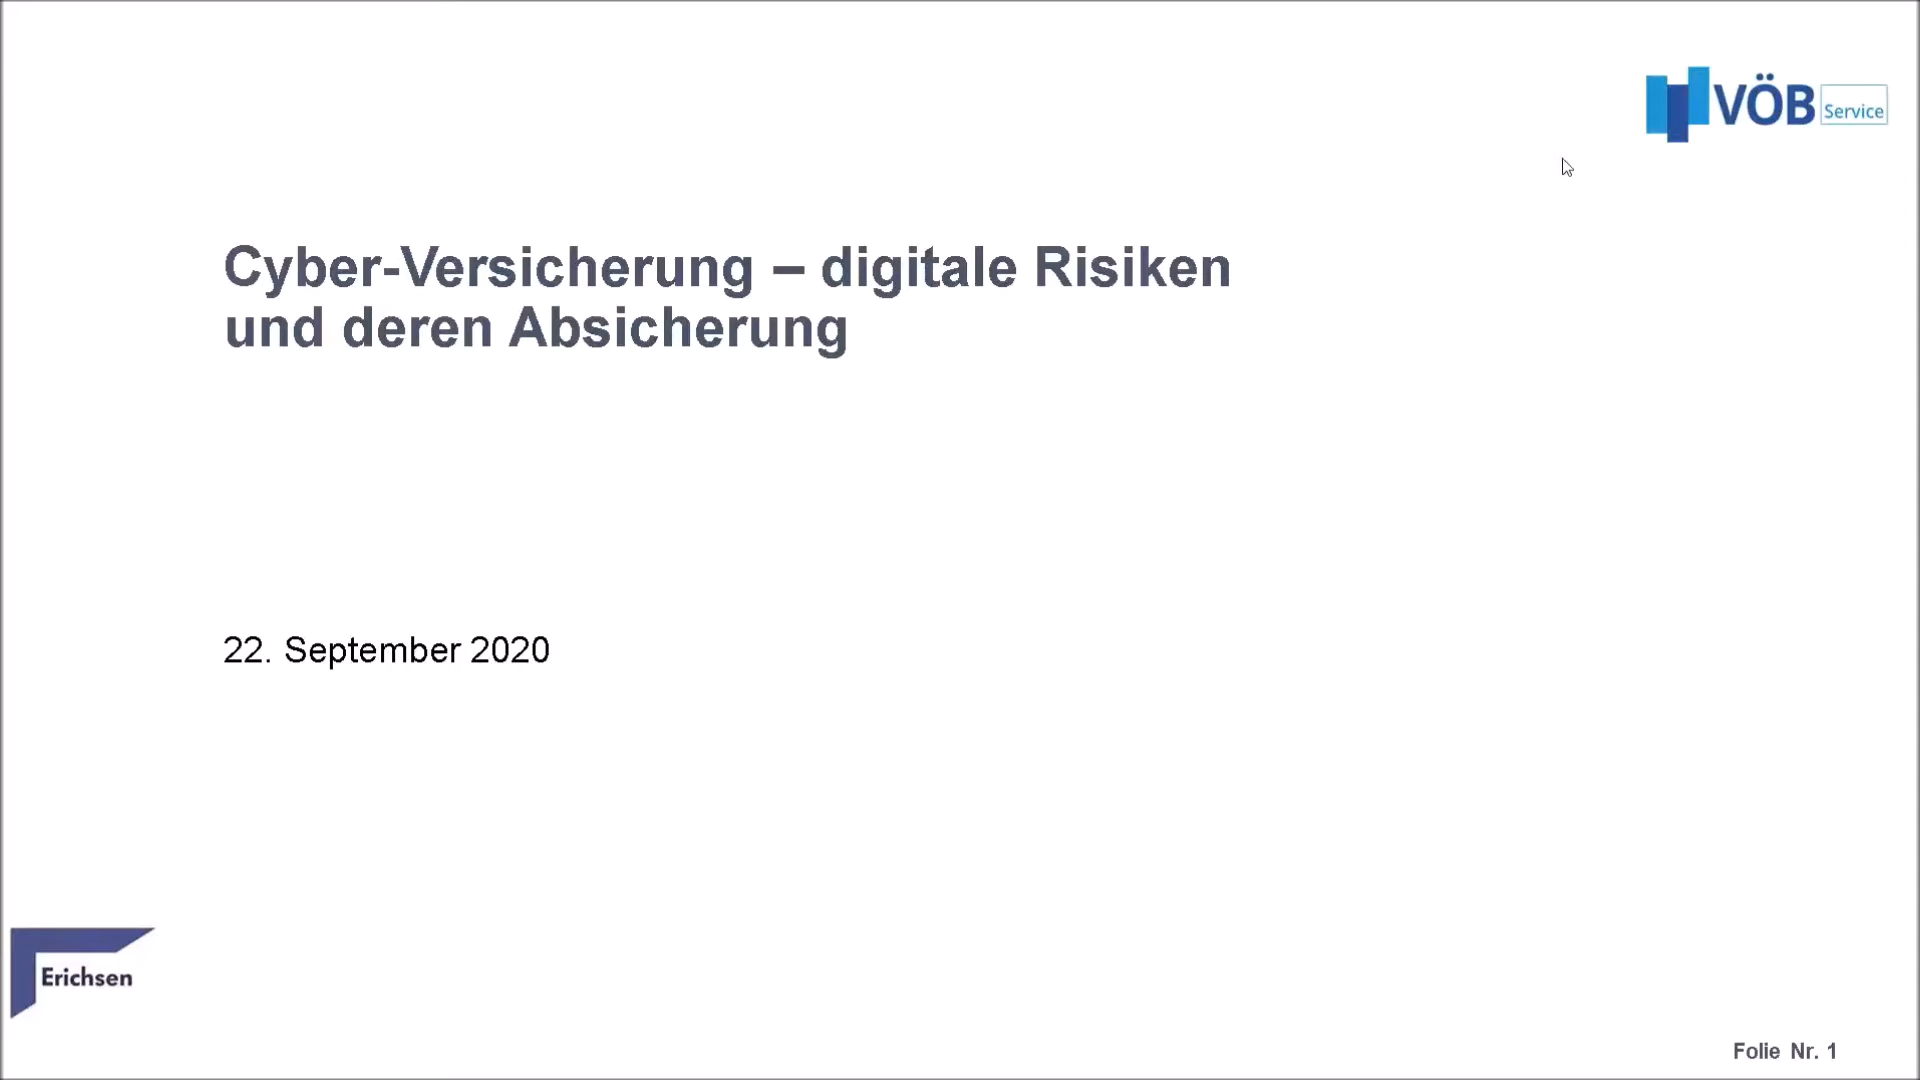 VÖB Service
Cyber-Versicherung – digitale Risiken
und deren Absicherung
22. September 2020
Erichsen
Folie Nr. 1